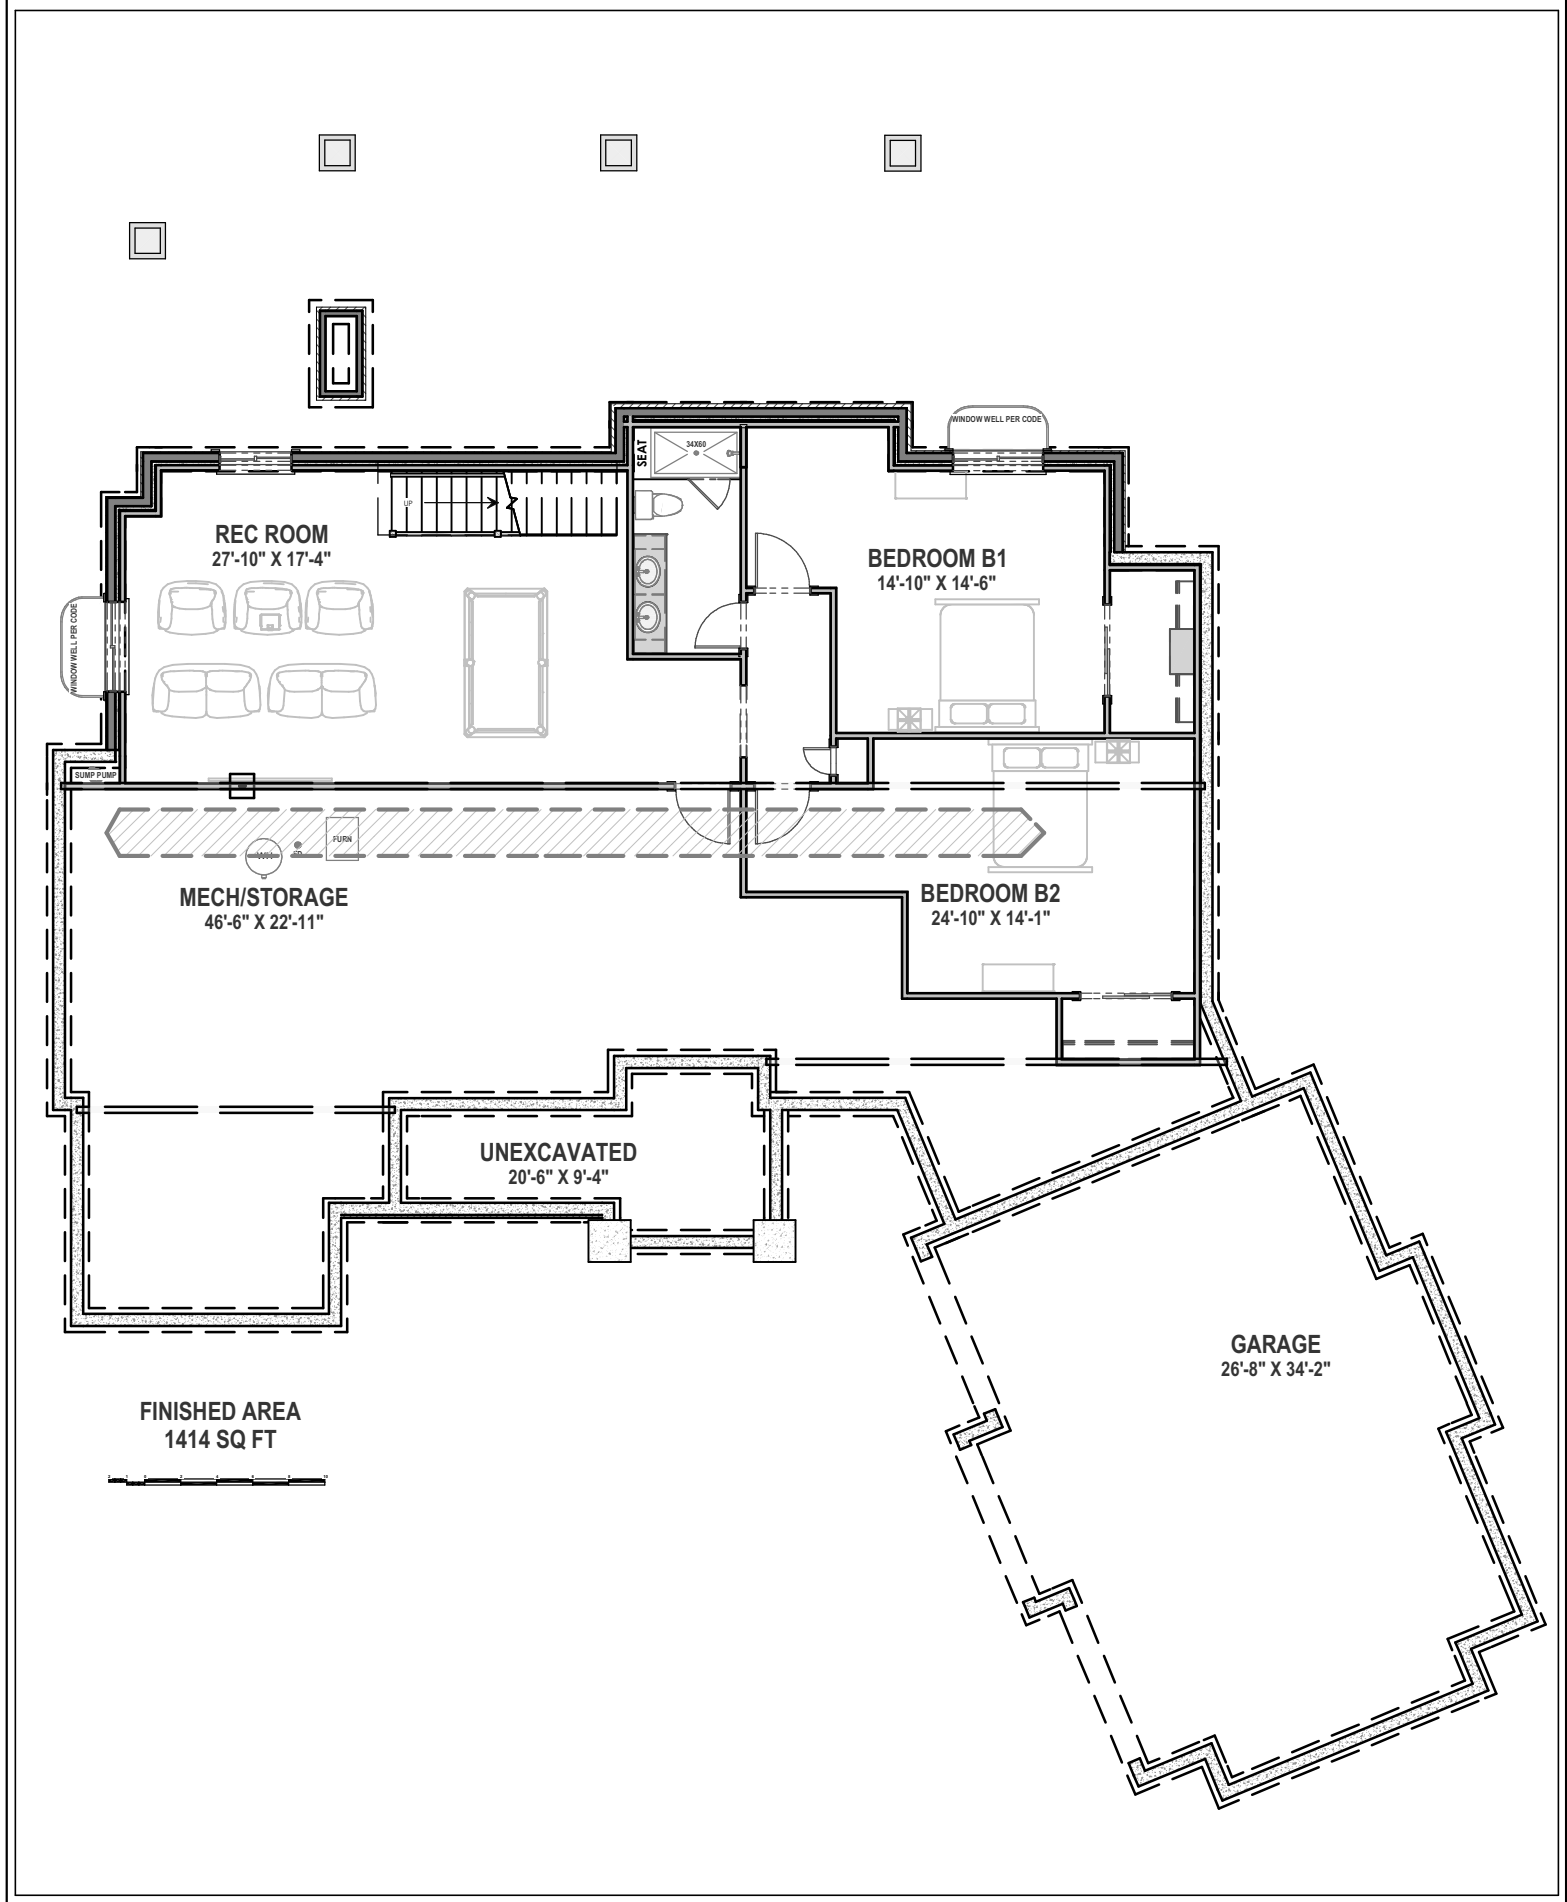 WINDOW WELL PER CODE
SEAT
34X60
UP
REC ROOM
27'-10" X 17'-4"
BEDROOM B1
14'-10" X 14'-6"
WINDOW WELL PER CODE
SUMP PUMP
FURN
WH
MECH/STORAGE
46'-6" X 22'-11"
BEDROOM B2
24'-10" X 14'-1"
UNEXCAVATED
20'-6" X 9'-4"
GARAGE
26'-8" X 34'-2"
FINISHED AREA
1414 SQ FT